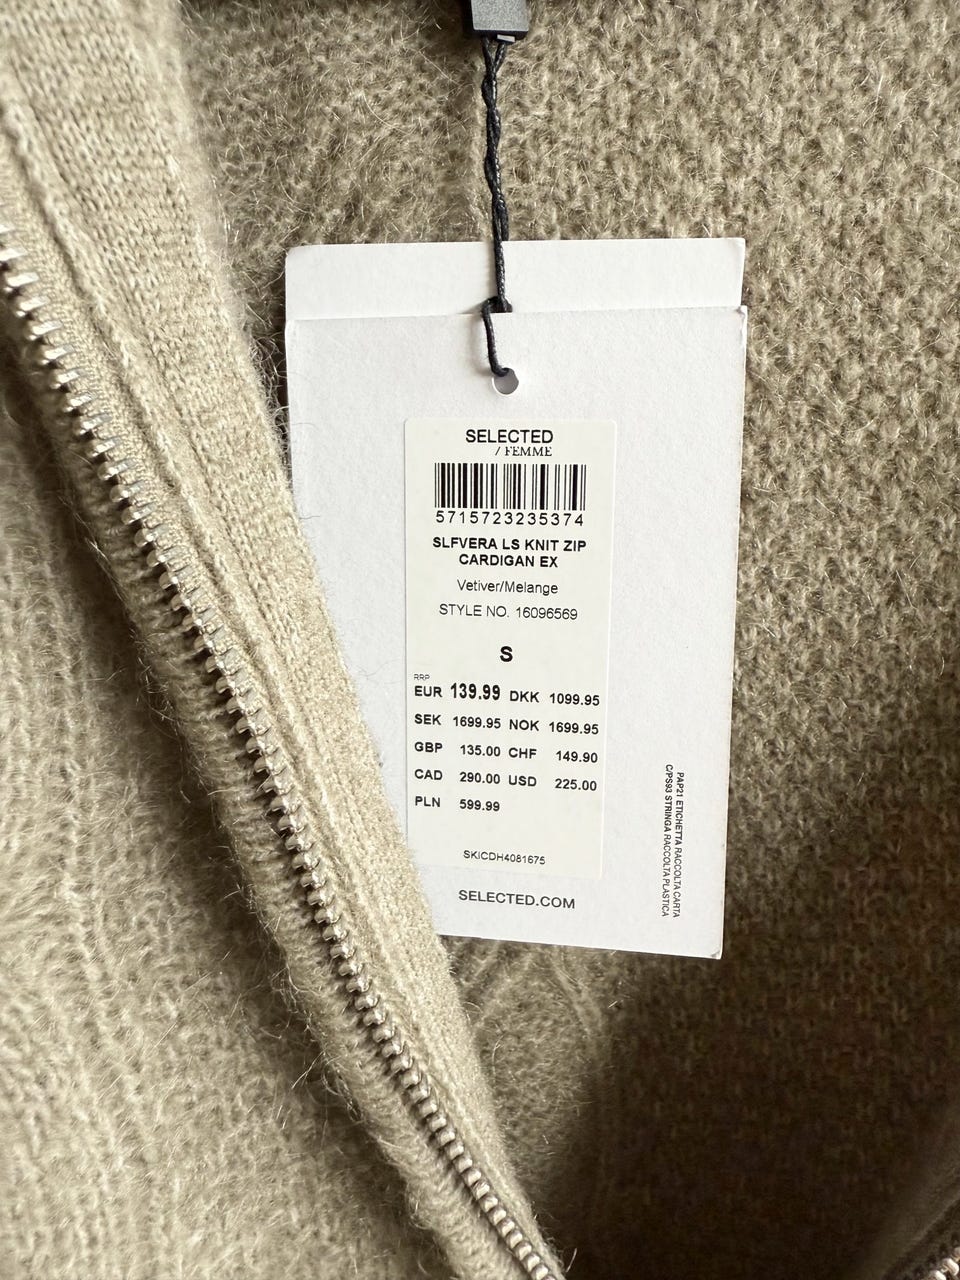 SELECTED
/ FEMME
5715723235374
SLFVERA LS KNIT ZIP
CARDIGAN EX
Vetiver/Melange
STYLE NO. 16096569
S
RRP
EUR 139.99 DKK 1099.95
SEK 1699.95 NOK 1699.95
GBP 135.00 CHF 149.90
CAD 290.00 USD 225.00
PLN 599.99
SKICDH4081675
SELECTED.COM
PAP21 ETICHETTA RACCOLTA CARTA
C/PS93 STRINGA RACCOLTA PLASTICA